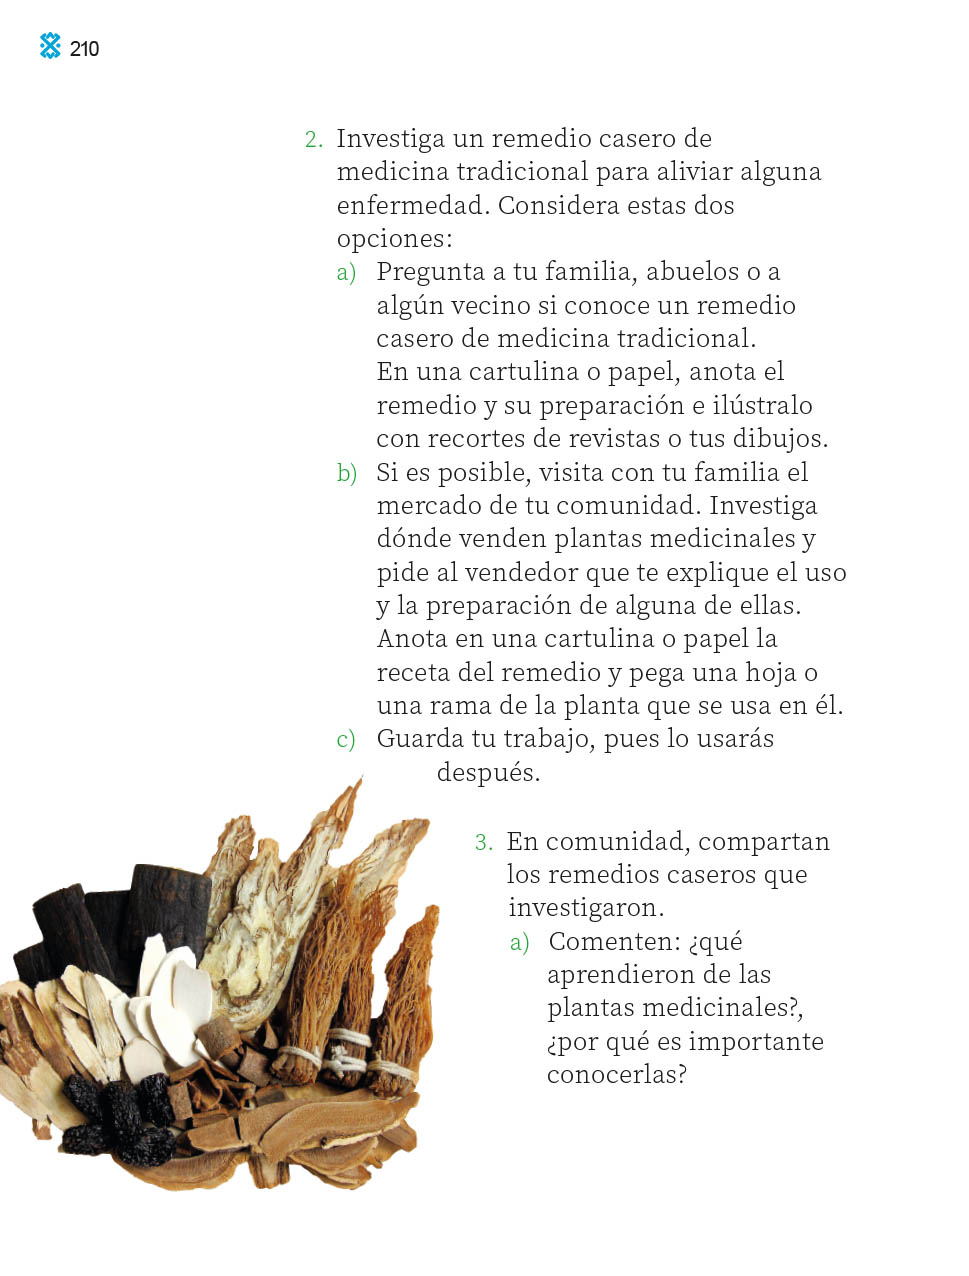 210
2. Investiga un remedio casero de
medicina tradicional para aliviar alguna
enfermedad. Considera estas dos
opciones:
a) Pregunta a tu familia, abuelos o a
algún vecino si conoce un remedio
casero de medicina tradicional.
En una cartulina o papel, anota el
remedio y su preparación e ilústralo
con recortes de revistas o tus dibujos.
b) Si es posible, visita con tu familia el
mercado de tu comunidad. Investiga
dónde venden plantas medicinales y
pide al vendedor que te explique el uso
y la preparación de alguna de ellas.
Anota en una cartulina o papel la
receta del remedio y pega una hoja o
una rama de la planta que se usa en él.
c) Guarda tu trabajo, pues lo usarás
después.
3. En comunidad, compartan
los remedios caseros que
investigaron.
a) Comenten: ¿qué
aprendieron de las
plantas medicinales?,
¿por qué es importante
conocerlas?